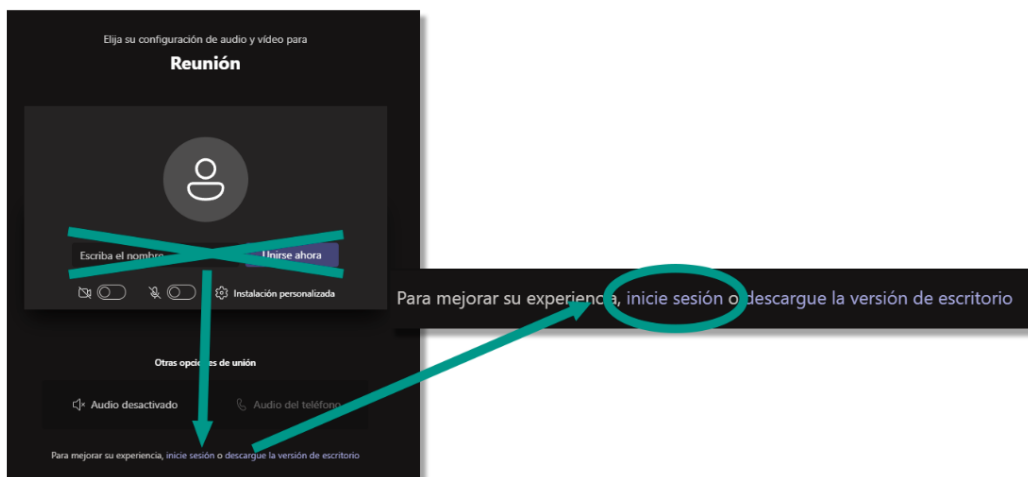 Elija su configuración de audio y vídeo para
Reunión
Escriba el nombre
Unirse ahora
Instalación personalizada
Otras opciones de unión
Audio desactivado
Audio del teléfono
Para mejorar su experiencia, inicie sesión o descargue la versión de escritorio
Para mejorar su experiencia, inicie sesión o descargue la versión de escritorio